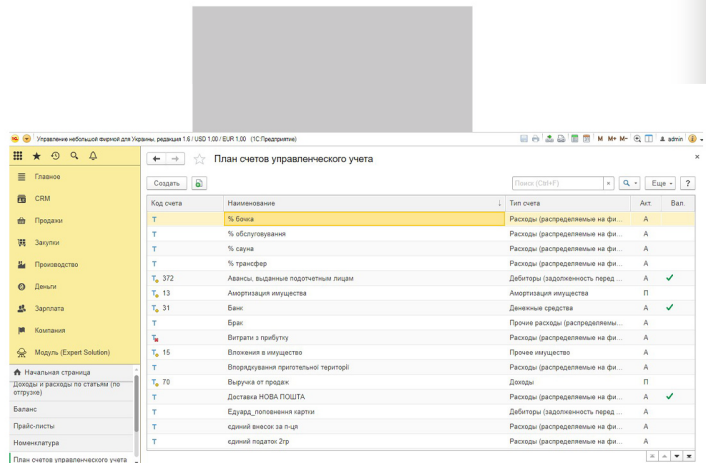 Управление небольшой фирмой для Украины, редакция 1.6 / USD 1,00 / EUR 1,00 (1С:Предприятие)
M M+ M-
admin
План счетов управленческого учета
Главное
CRM
Продажи
Закупки
Производство
Деньги
Зарплата
Компания
Модуль (Expert Solution)
Начальная страница
Доходы и расходы по статьям (по отгрузке)
Баланс
Прайс-листы
Номенклатура
План счетов управленческого учета
Создать
Поиск (Ctrl+F)
Еще
?
Код счета Наименование Тип счета Акт. Вал.
% бочка Расходы (распределяемые на фи... А
% обслуговування Расходы (распределяемые на фи... А
% сауна Расходы (распределяемые на фи... А
% трансфер Расходы (распределяемые на фи... А
372 Авансы, выданные подотчетным лицам Дебиторы (задолженность перед ... А
13 Амортизация имущества Амортизация имущества П
31 Банк Денежные средства А
Брак Прочие расходы (распределяемы... А
Витрати з прибутку Расходы (распределяемые на фи... А
15 Вложения в имущество Прочее имущество А
Впорядкування приготельної території Расходы (распределяемые на фи... А
70 Выручка от продаж Доходы П
Доставка НОВА ПОШТА Расходы (распределяемые на фи... А
Едуард_поповнення картки Дебиторы (задолженность перед ... А
єдиний внесок за п-ця Расходы (распределяемые на фи... А
єдиний податок 2гр Расходы (распределяемые на фи... А